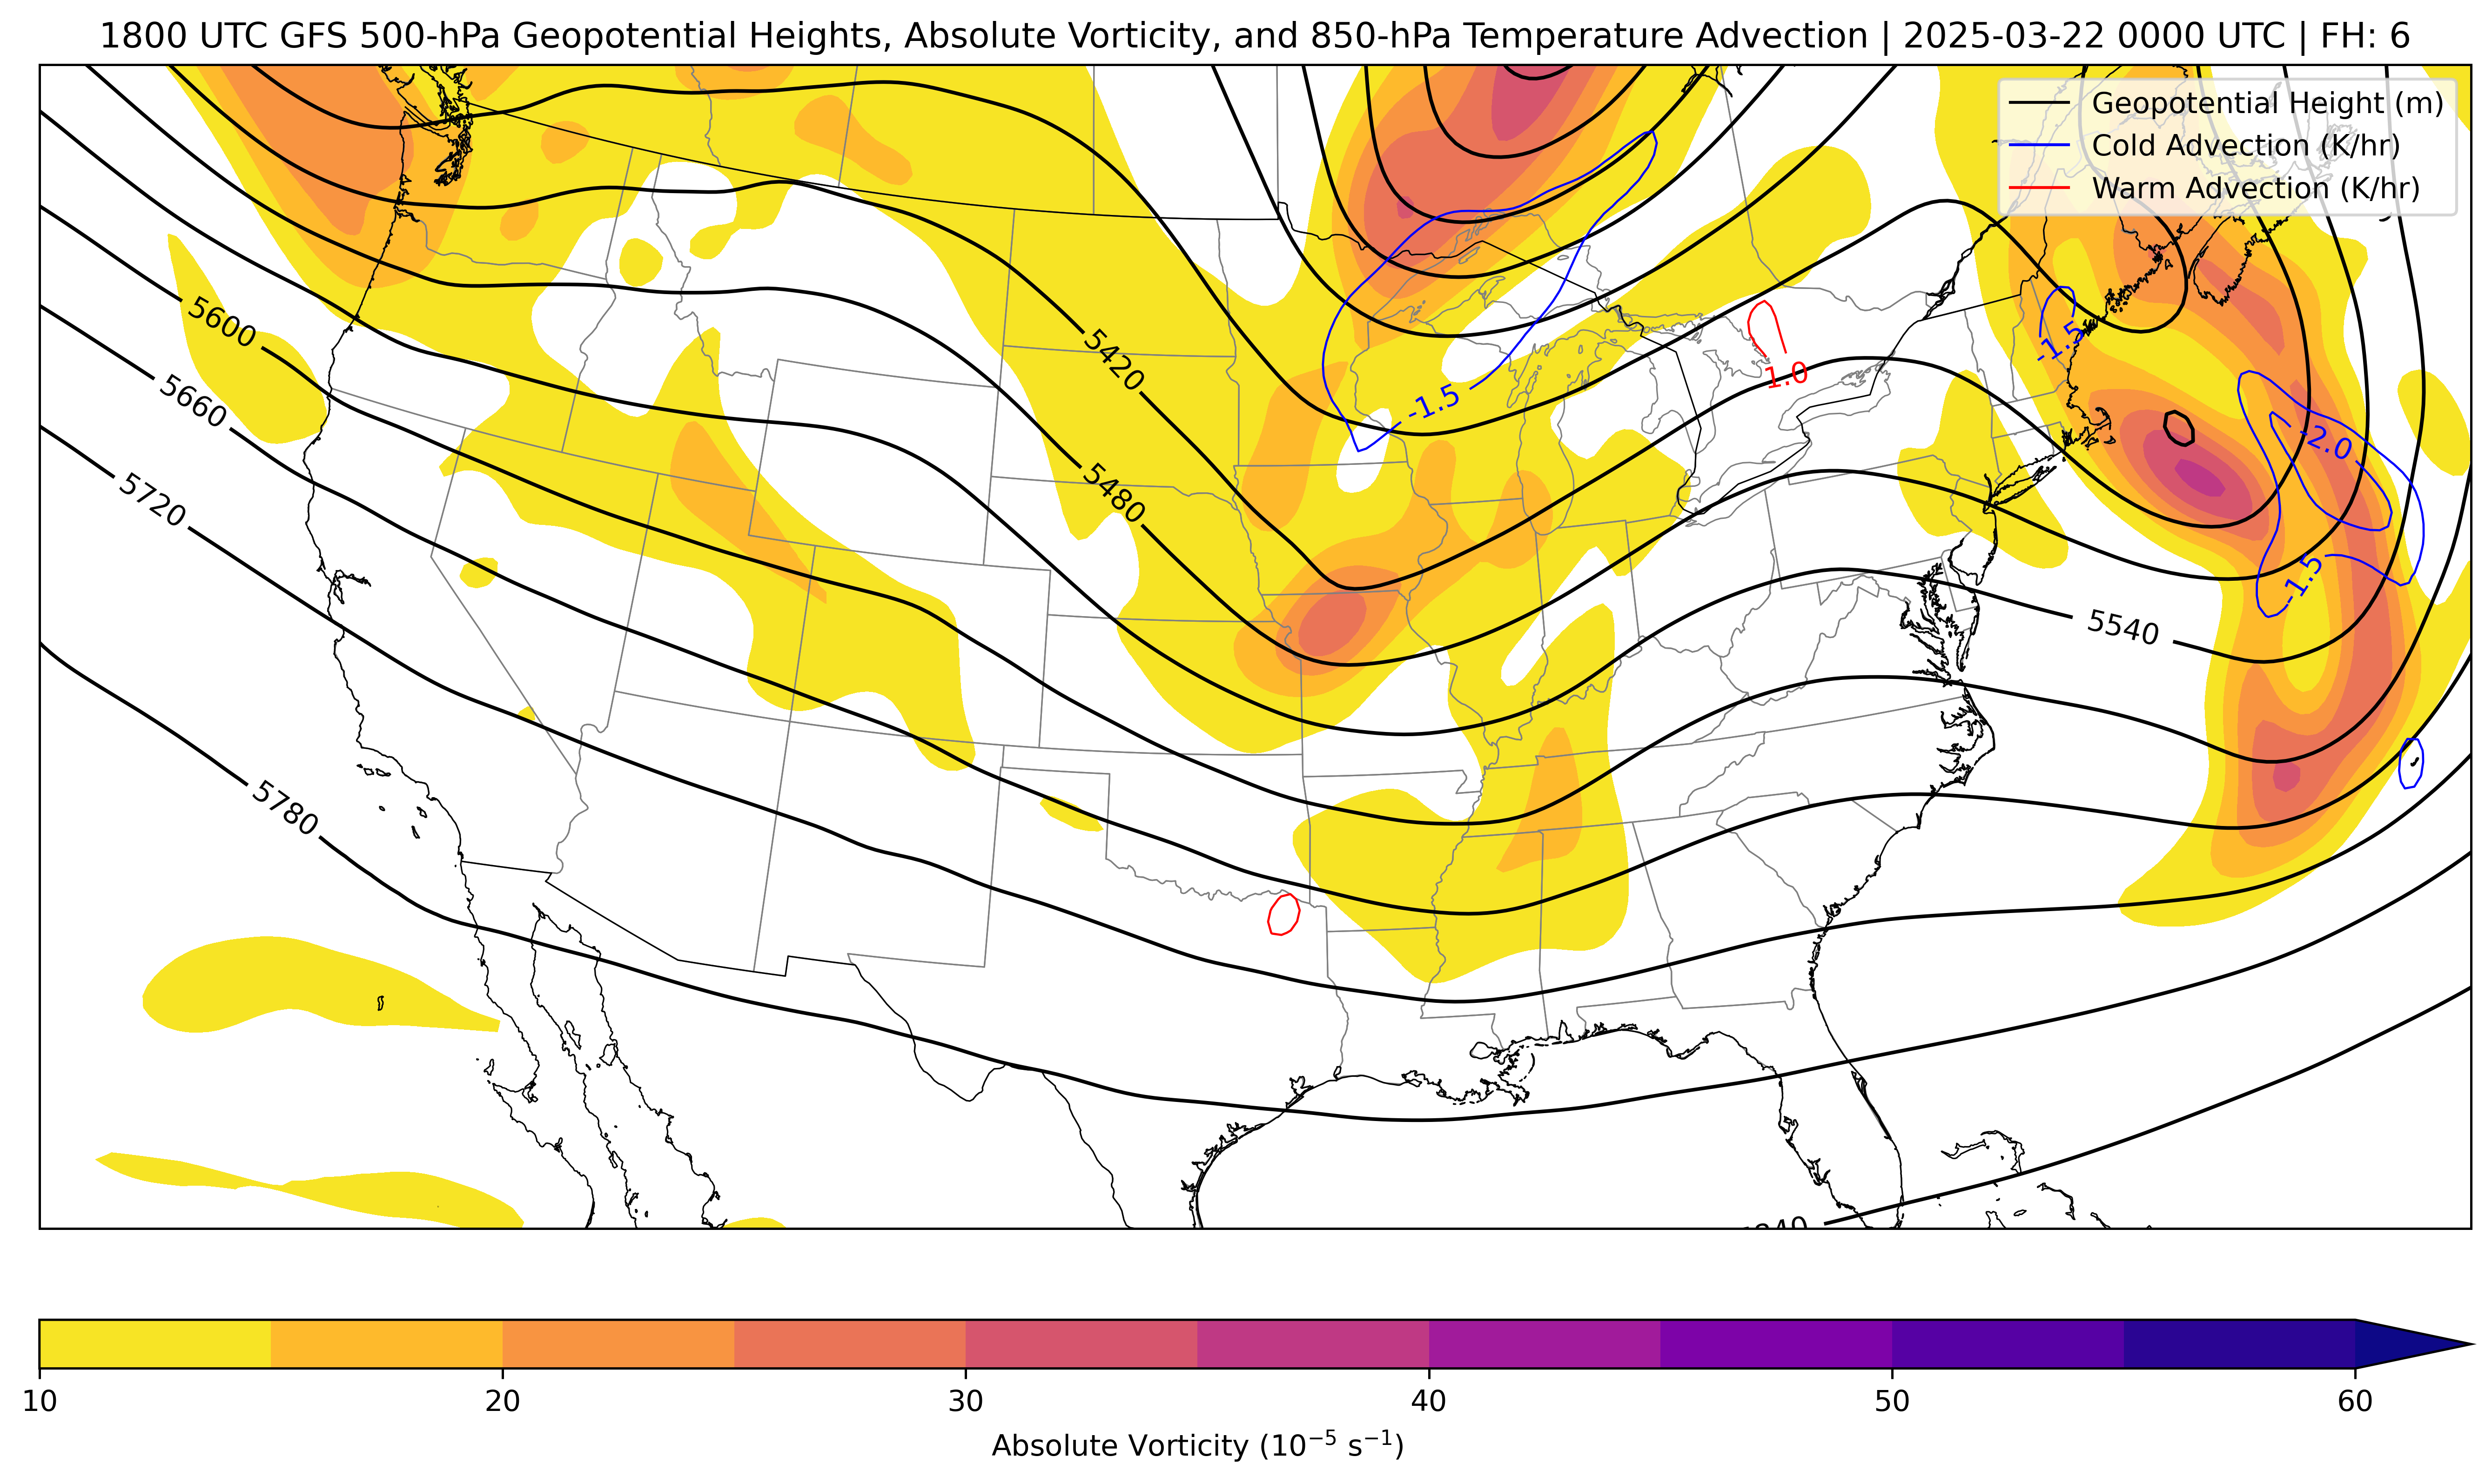 1800 UTC GFS 500-hPa Geopotential Heights, Absolute Vorticity, and 850-hPa Temperature Advection | 2025-03-22 0000 UTC | FH: 6
Geopotential Height (m)
Cold Advection (K/hr)
Warm Advection (K/hr)
5600
5420
-1.5
1.0
5660
-1.5
-2.0
5720
5480
-1.5
5540
5780
10 20 30 40 50 60
Absolute Vorticity (10⁻⁵ s⁻¹)